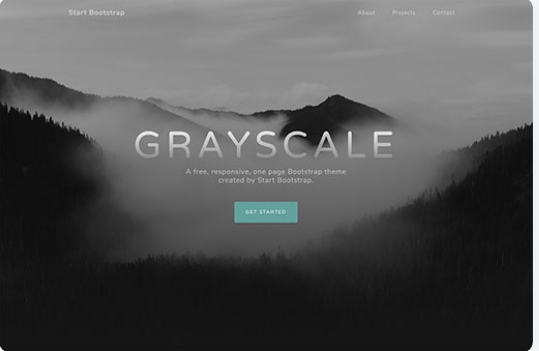 Start Bootstrap
About Projects Contact
GRAYSCALE
A free, responsive, one page Bootstrap theme
created by Start Bootstrap.
GET STARTED